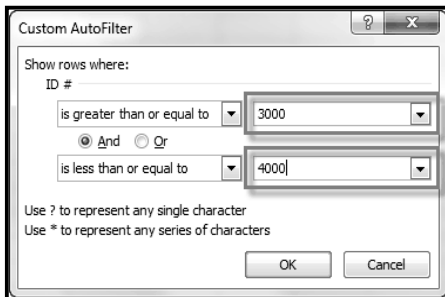 Custom AutoFilter
Show rows where:
ID #
is greater than or equal to 3000
And Or
is less than or equal to 4000
Use ? to represent any single character
Use * to represent any series of characters
OK Cancel